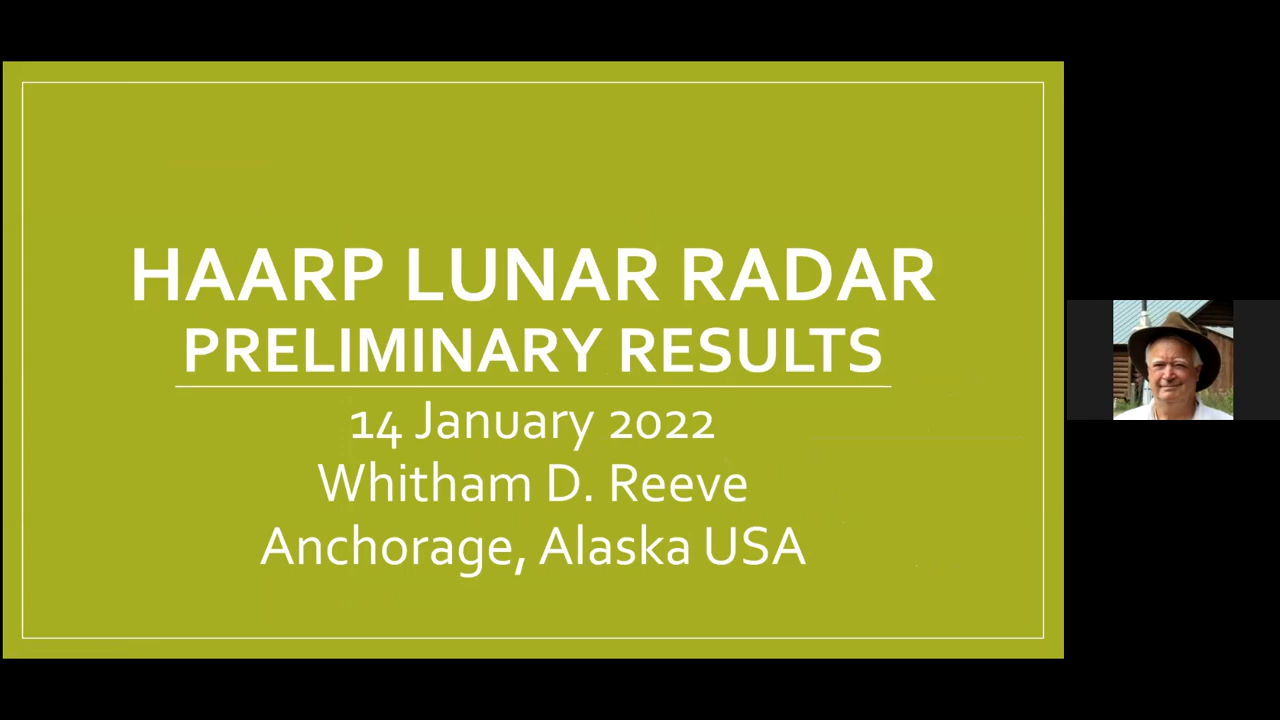 HAARP LUNAR RADAR
PRELIMINARY RESULTS
14 January 2022
Whitham D. Reeve
Anchorage, Alaska USA